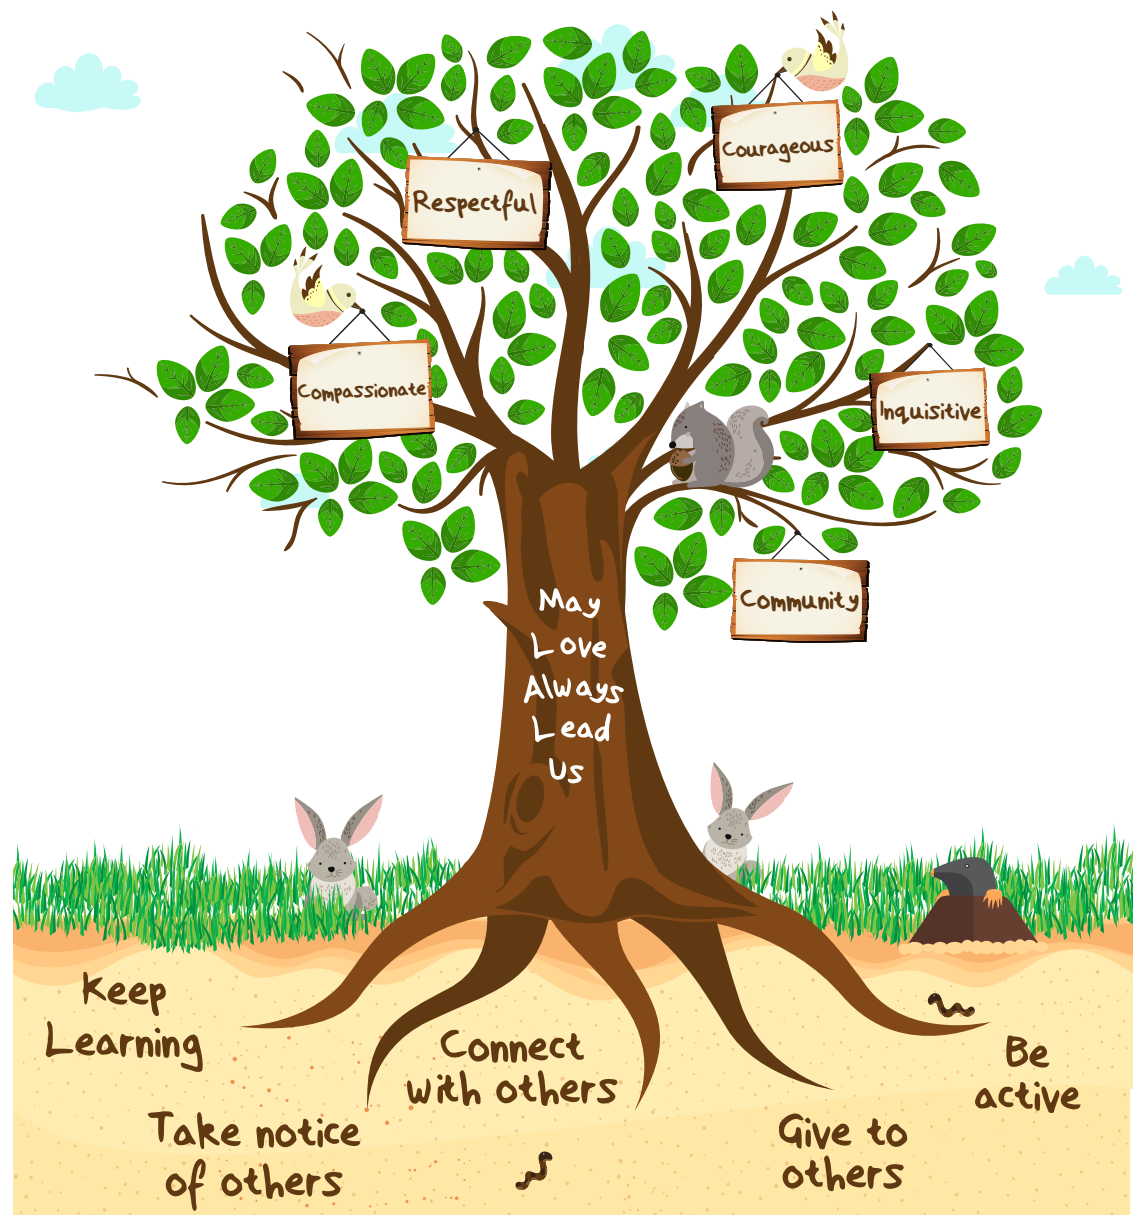 Courageous
Respectful
Compassionate
Inquisitive
Community
May
Love
Always
Lead
Us
Keep
Learning
Connect
with others
Be
active
Take notice
of others
Give to
others